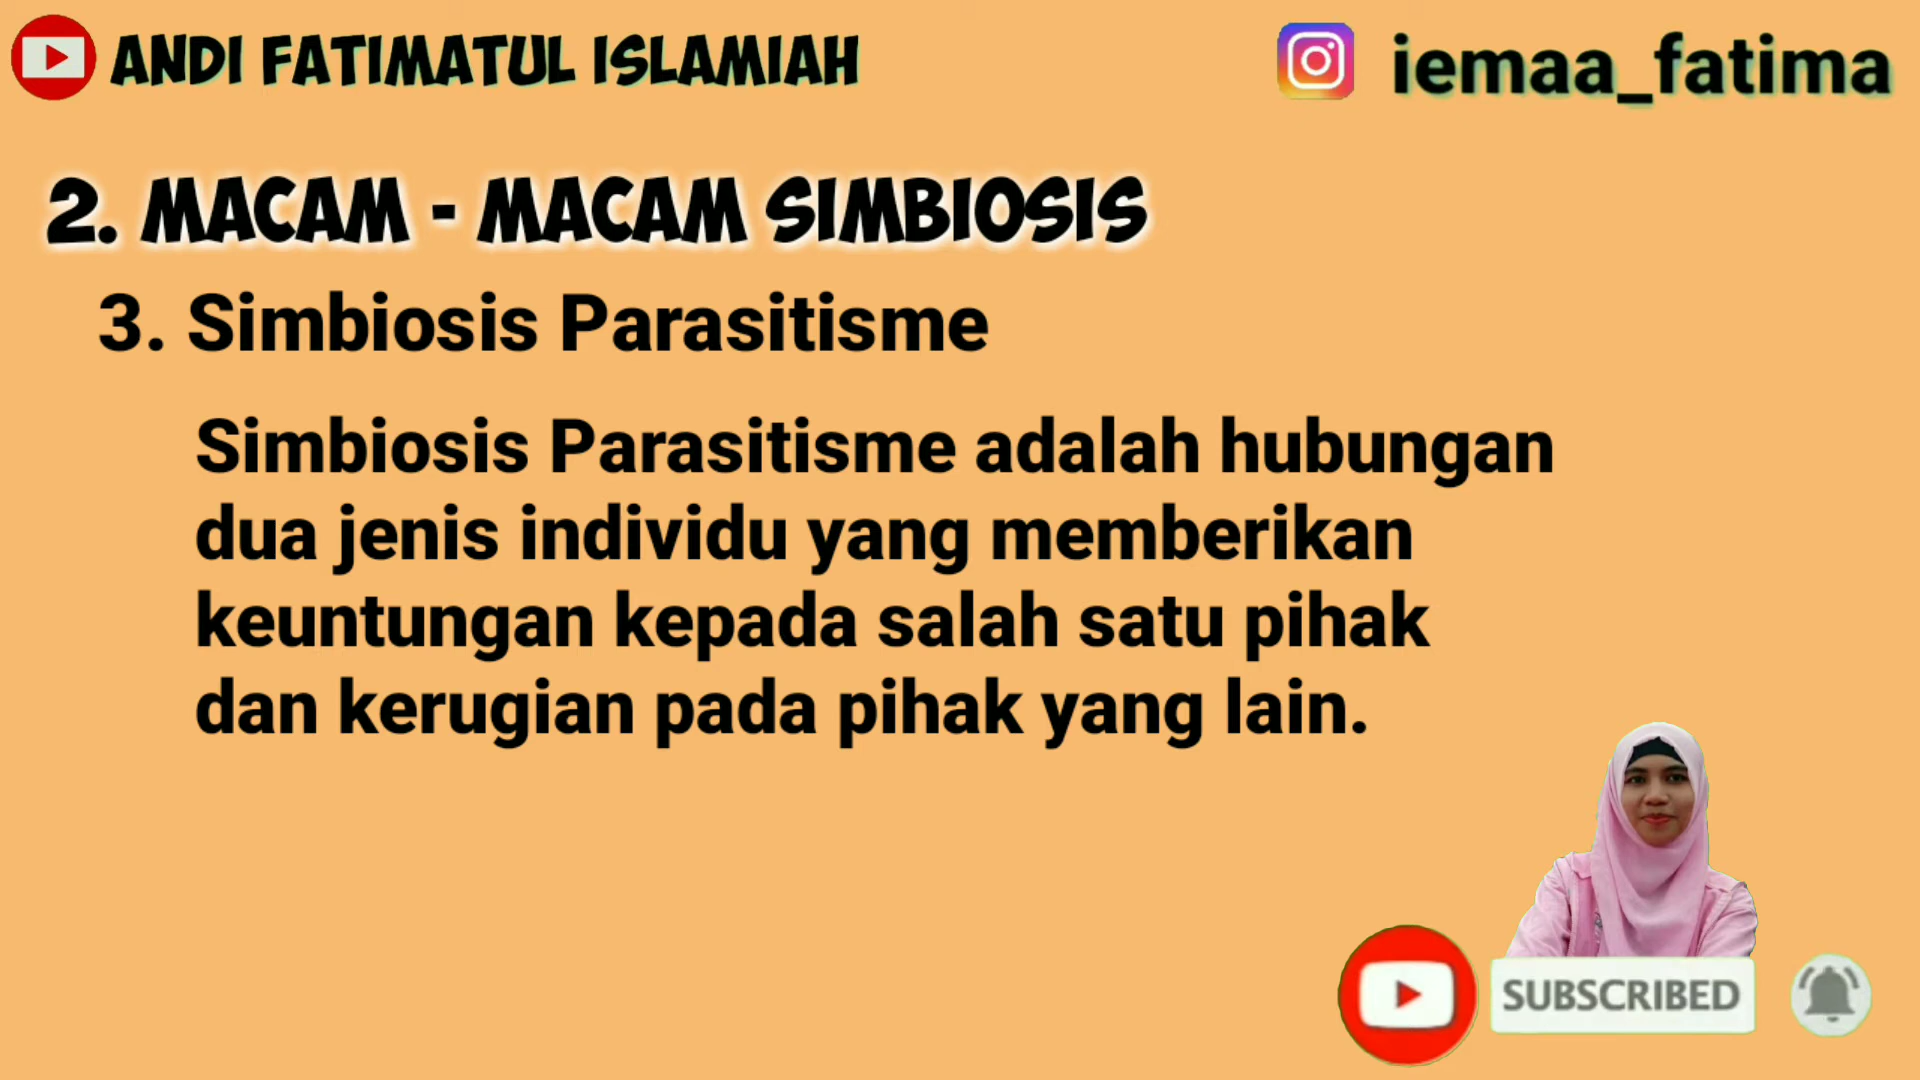 ANDI FATIMATUL ISLAMIAH
iemaa_fatima
2. MACAM - MACAM SIMBIOSIS
3. Simbiosis Parasitisme
Simbiosis Parasitisme adalah hubungan
dua jenis individu yang memberikan
keuntungan kepada salah satu pihak
dan kerugian pada pihak yang lain.
SUBSCRIBED